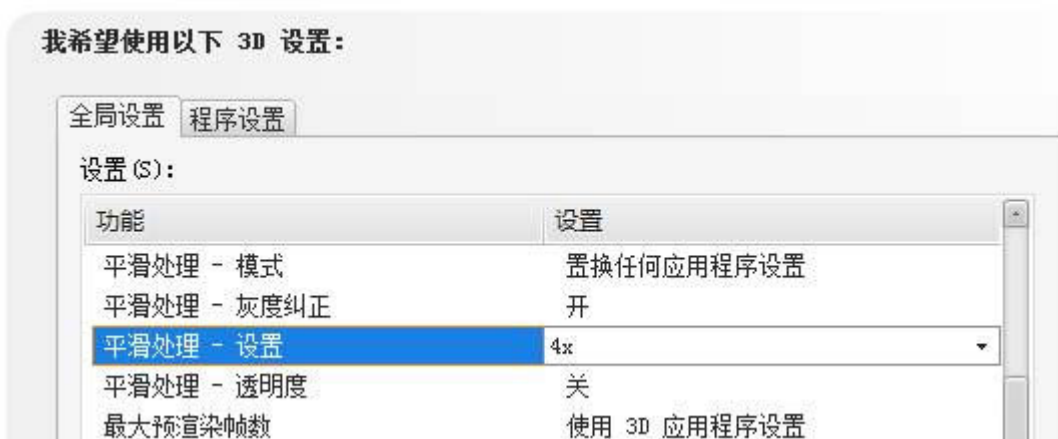 我希望使用以下 3D 设置:
全局设置 程序设置
设置(S):
功能 设置
平滑处理 - 模式 置换任何应用程序设置
平滑处理 - 灰度纠正 开
平滑处理 - 设置 4x
平滑处理 - 透明度 关
最大预渲染帧数 使用 3D 应用程序设置